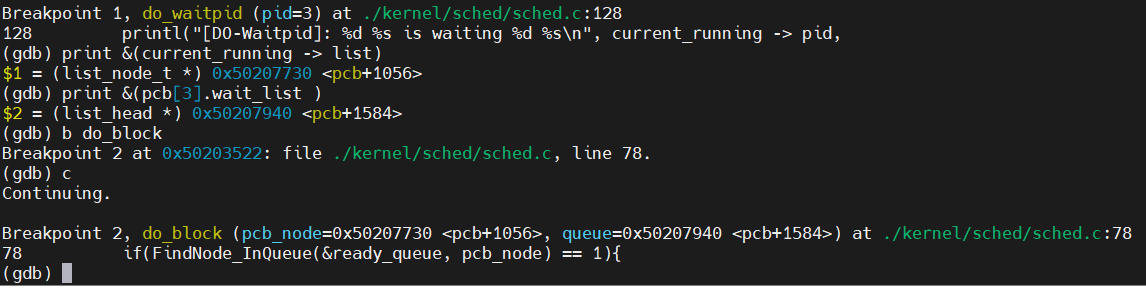 Breakpoint 1, do_waitpid (pid=3) at ./kernel/sched/sched.c:128
128         printl("[DO-Waitpid]: %d %s is waiting %d %s\n", current_running -> pid,
(gdb) print &(current_running -> list)
$1 = (list_node_t *) 0x50207730 <pcb+1056>
(gdb) print &(pcb[3].wait_list )
$2 = (list_head *) 0x50207940 <pcb+1584>
(gdb) b do_block
Breakpoint 2 at 0x50203522: file ./kernel/sched/sched.c, line 78.
(gdb) c
Continuing.

Breakpoint 2, do_block (pcb_node=0x50207730 <pcb+1056>, queue=0x50207940 <pcb+1584>) at ./kernel/sched/sched.c:78
78          if(FindNode_InQueue(&ready_queue, pcb_node) == 1){
(gdb)